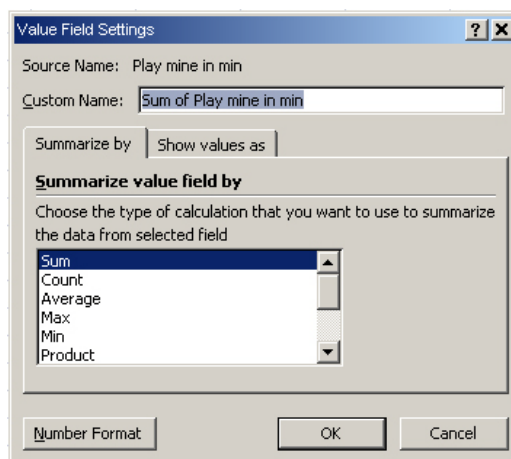 Value Field Settings
Source Name: Play mine in min
Custom Name: Sum of Play mine in min
Summarize by Show values as
Summarize value field by
Choose the type of calculation that you want to use to summarize
the data from selected field
Sum
Count
Average
Max
Min
Product
Number Format OK Cancel